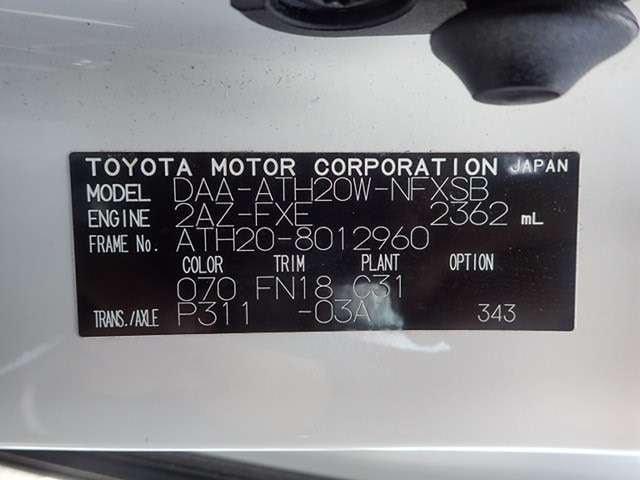 TOYOTA MOTOR CORPORATION JAPAN
MODEL DAA-ATH20W-NFXSB
ENGINE 2AZ-FXE 2362 mL
FRAME No. ATH20-8012960
COLOR TRIM PLANT OPTION
070 FN18 C31
TRANS./AXLE P311 -03A 343